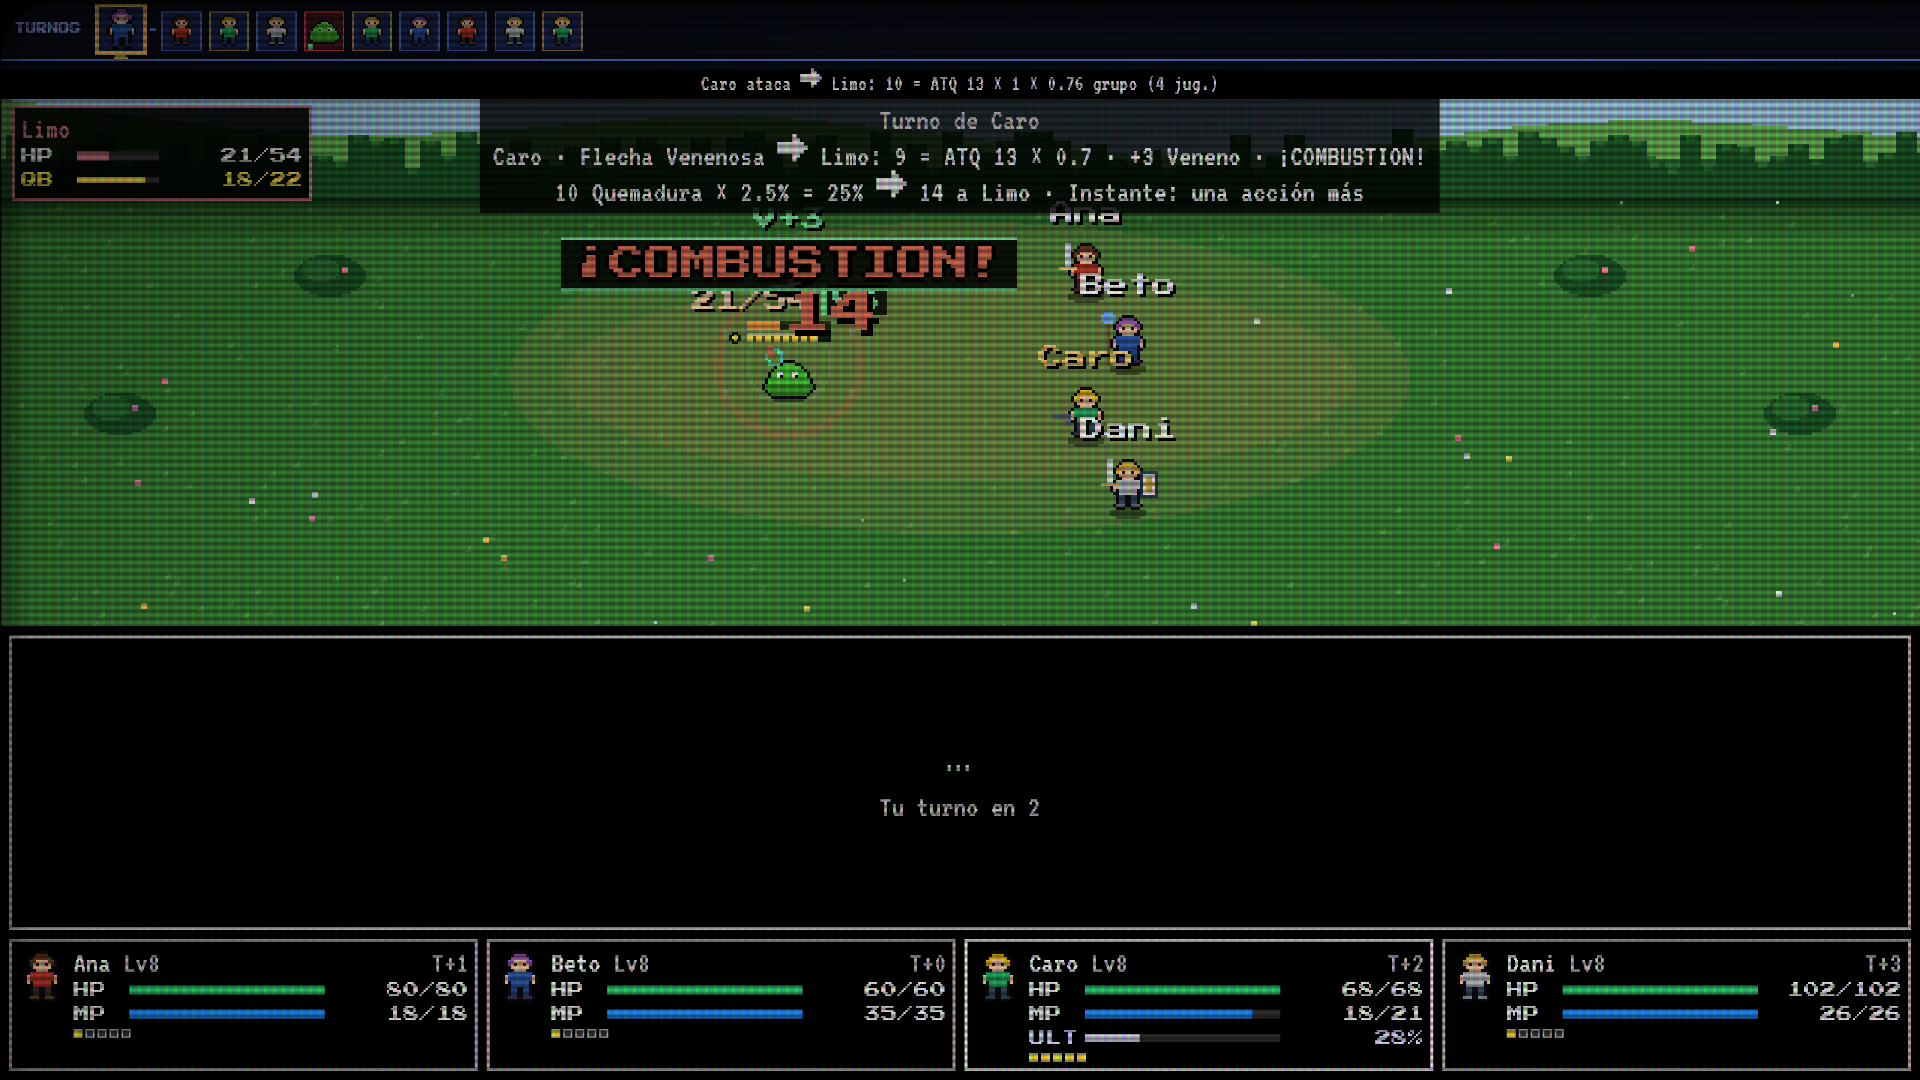 TURNOS
Caro ataca ➡ Limo: 10 = ATQ 13 X 1 X 0.76 grupo (4 jug.)
Limo
HP 21/54
QB 18/22
Turno de Caro
Caro · Flecha Venenosa ➡ Limo: 9 = ATQ 13 X 0.7 · +3 Veneno · ¡COMBUSTION!
10 Quemadura X 2.5% = 25% ➡ 14 a Limo · Instante: una acción más
V+3
¡COMBUSTION!
21/54
14
Ana
Beto
Caro
Dani
...
Tu turno en 2
Ana Lv8 T+1
HP 80/80
MP 18/18
Beto Lv8 T+0
HP 60/60
MP 35/35
Caro Lv8 T+2
HP 68/68
MP 18/21
ULT 28%
Dani Lv8 T+3
HP 102/102
MP 26/26